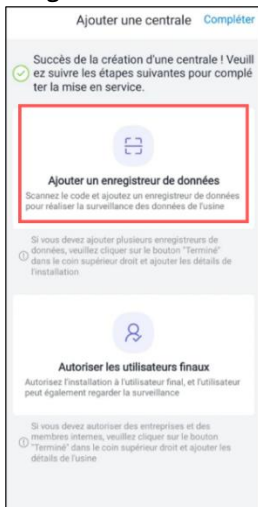 Ajouter une centrale Compléter
Succès de la création d'une centrale ! Veuill
ez suivre les étapes suivantes pour complé
ter la mise en service.
Ajouter un enregistreur de données
Scannez le code et ajoutez un enregistreur de données
pour réaliser la surveillance des données de l'usine
Si vous devez ajouter plusieurs enregistreurs de
données, veuillez cliquer sur le bouton "Terminé"
dans le coin supérieur droit et ajouter les détails de
l'installation
Autoriser les utilisateurs finaux
Autorisez l'installation à l'utilisateur final, et l'utilisateur
peut également regarder la surveillance
Si vous devez autoriser des entreprises et des
membres internes, veuillez cliquer sur le bouton
"Terminé" dans le coin supérieur droit et ajouter les
détails de l'usine